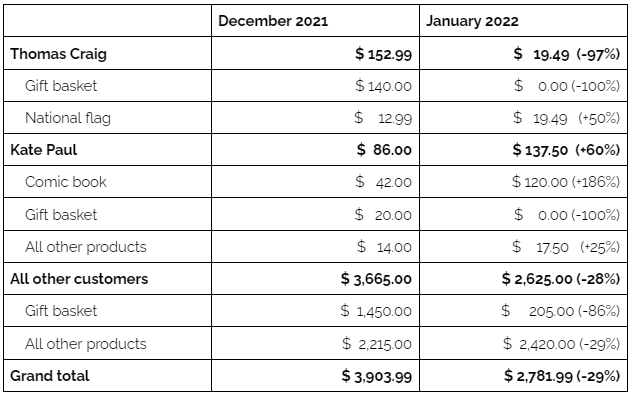 December 2021 January 2022
Thomas Craig $ 152.99 $ 19.49 (-97%)
Gift basket $ 140.00 $ 0.00 (-100%)
National flag $ 12.99 $ 19.49 (+50%)
Kate Paul $ 86.00 $ 137.50 (+60%)
Comic book $ 42.00 $ 120.00 (+186%)
Gift basket $ 20.00 $ 0.00 (-100%)
All other products $ 14.00 $ 17.50 (+25%)
All other customers $ 3,665.00 $ 2,625.00 (-28%)
Gift basket $ 1,450.00 $ 205.00 (-86%)
All other products $ 2,215.00 $ 2,420.00 (-29%)
Grand total $ 3,903.99 $ 2,781.99 (-29%)